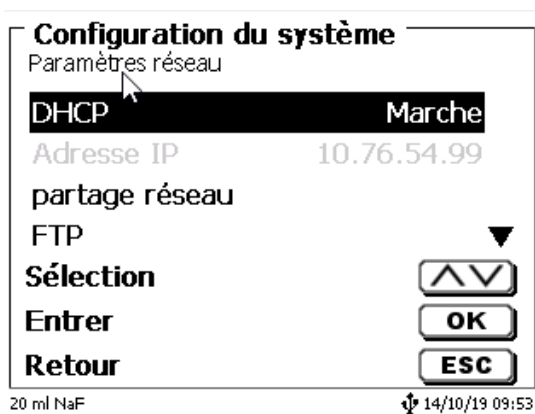 Configuration du système
Paramètres réseau
DHCP Marche
Adresse IP 10.76.54.99
partage réseau
FTP
Sélection
Entrer OK
Retour ESC
20 ml NaF 14/10/19 09:53